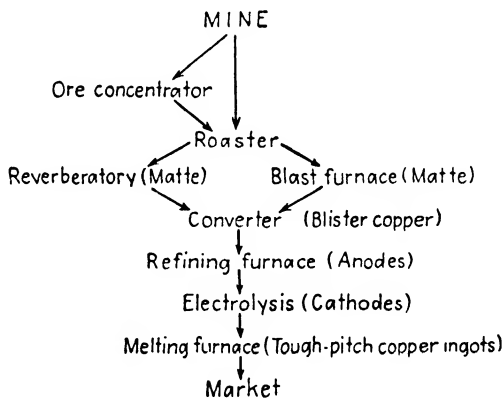 MINE
Ore concentrator
Roaster
Reverberatory (Matte) Blast furnace (Matte)
Converter (Blister copper)
Refining furnace (Anodes)
Electrolysis (Cathodes)
Melting furnace (Tough-pitch copper ingots)
Market